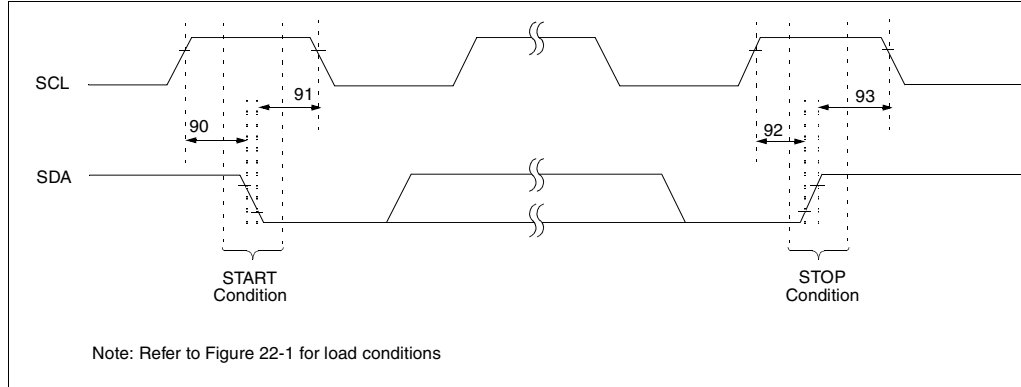 SCL
91
93
90
92
SDA
START
Condition
STOP
Condition
Note: Refer to Figure 22-1 for load conditions